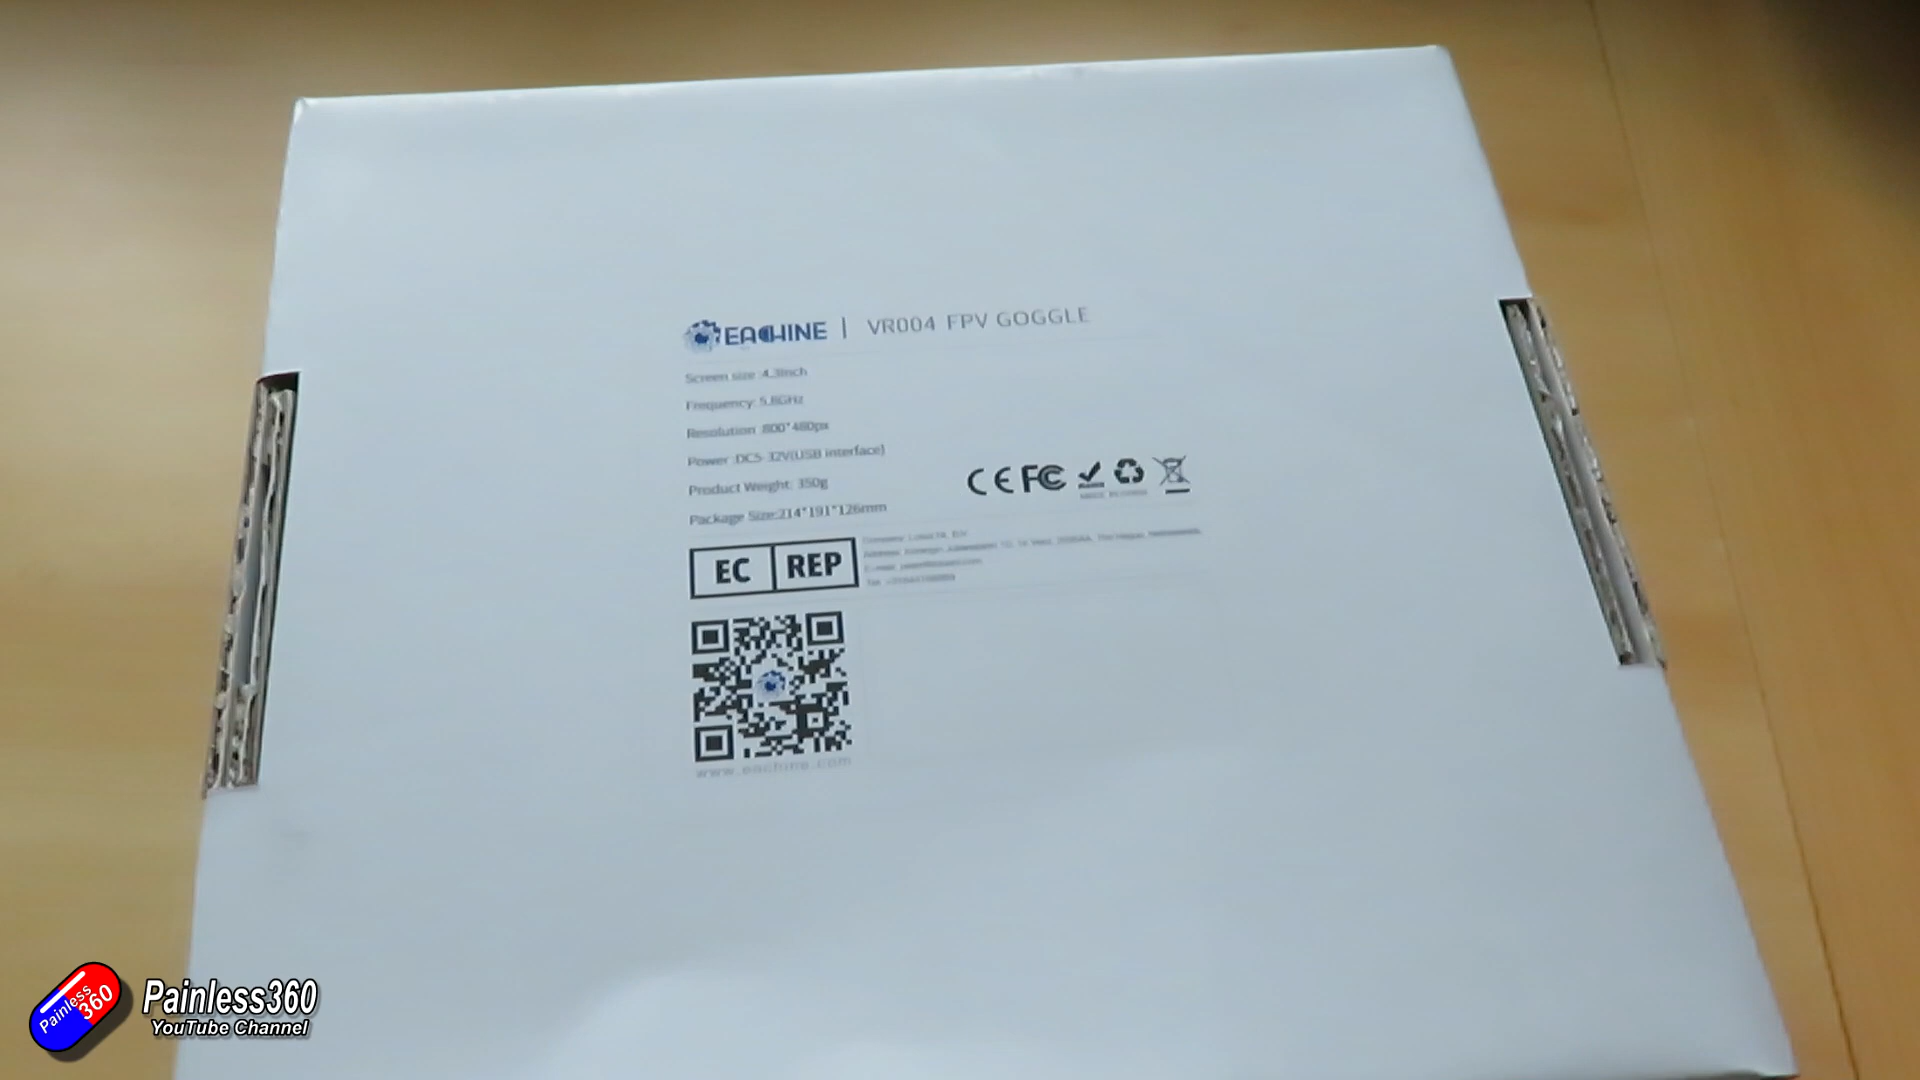 EACHINE | VR004 FPV GOGGLE
Screen size :4.3inch
Frequency: 5.8GHz
Resolution :800*480px
Power :DC5- 32V(USB interface)
Product Weight: 350g
Package Size:214*191*126mm
CE FC
EC REP
www.eachine.com
Painless360
Painless360
YouTube Channel